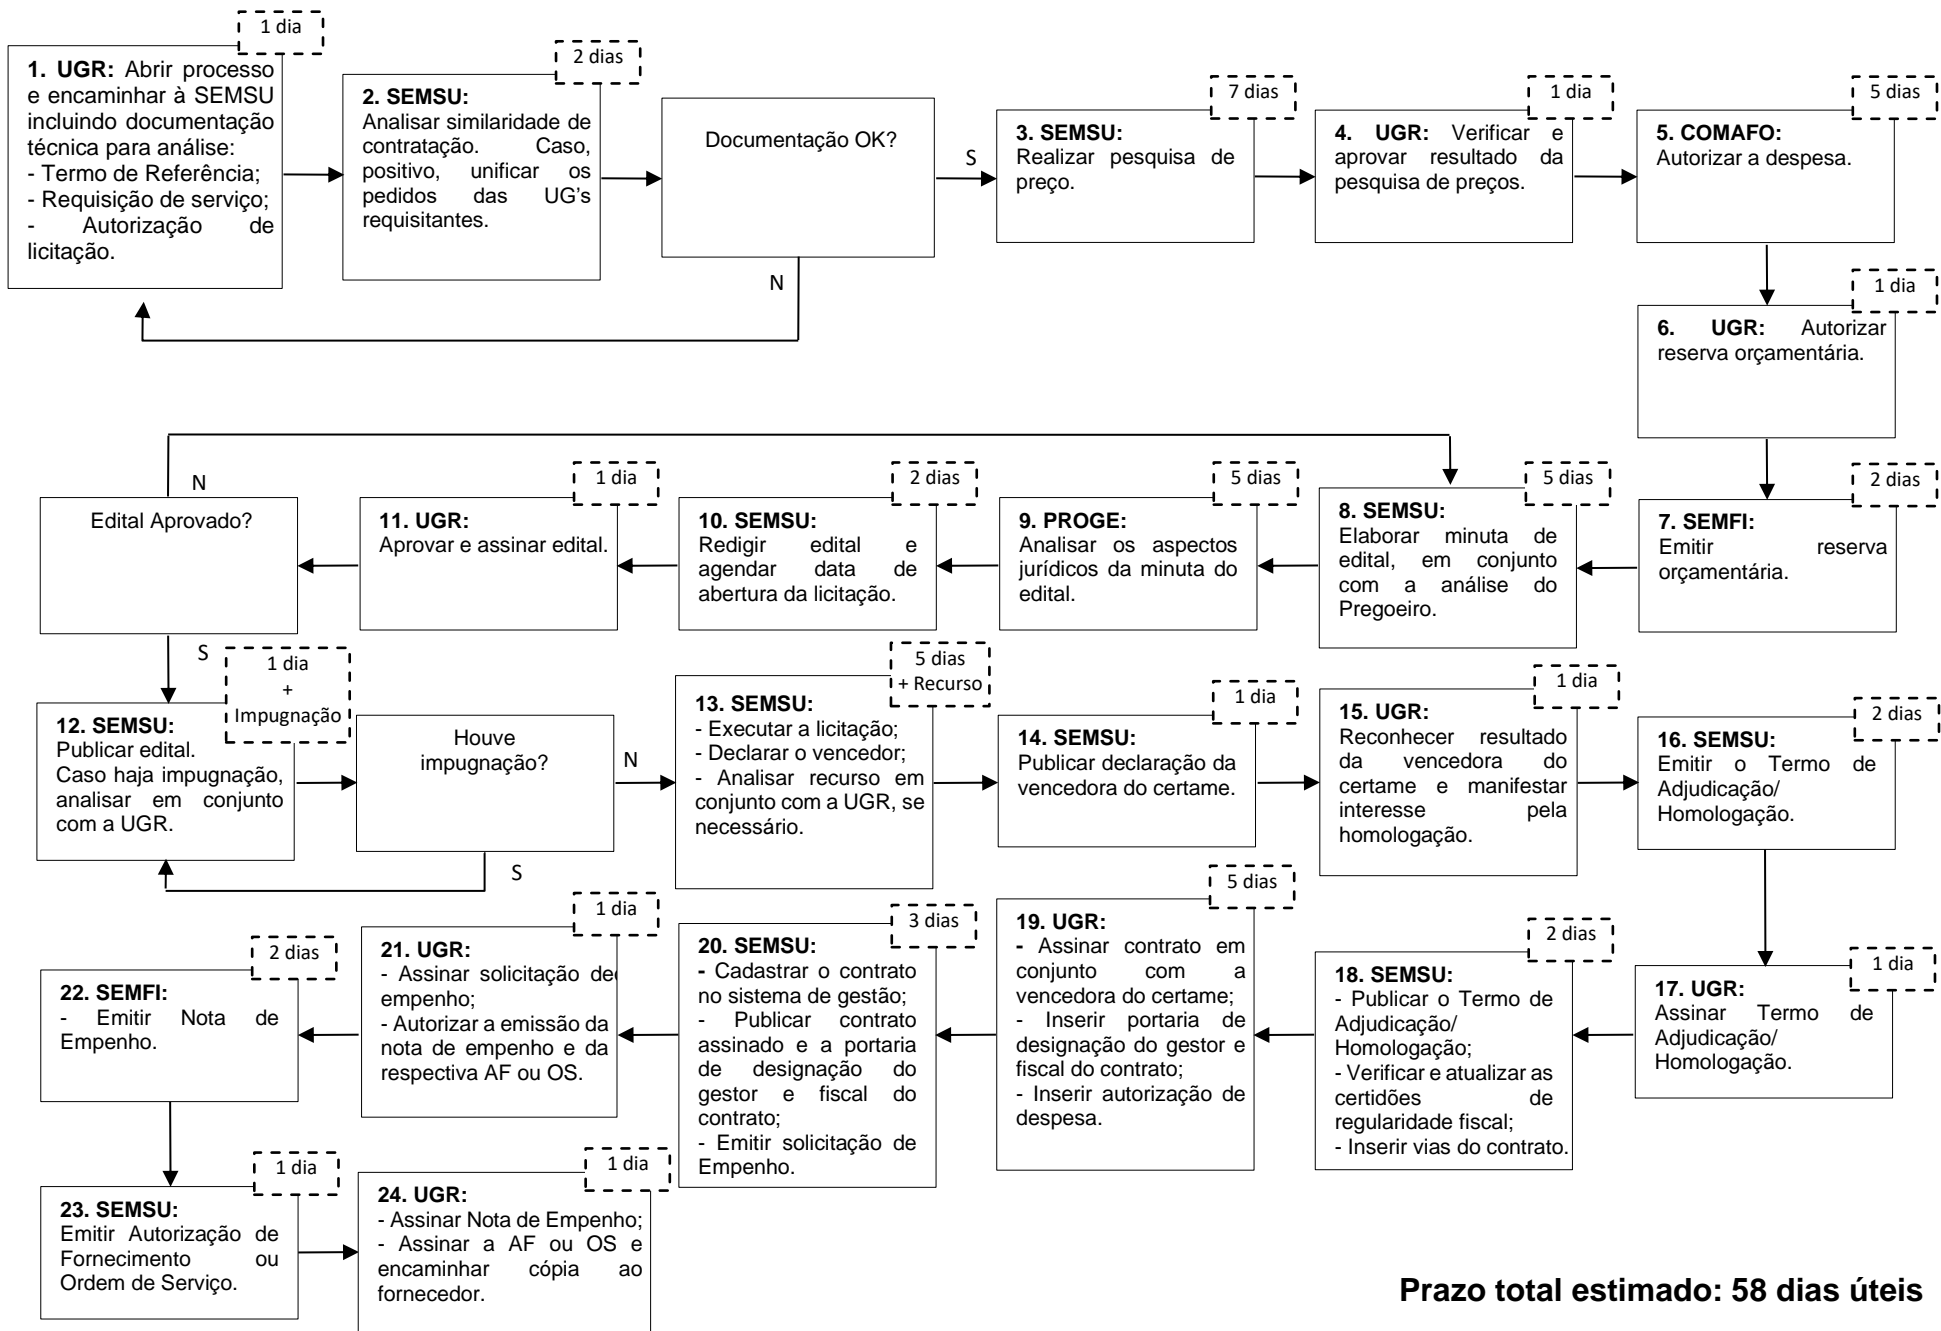 1 dia
1. UGR: Abrir processo
e encaminhar à SEMSU
incluindo documentação
técnica para análise:
- Termo de Referência;
- Requisição de serviço;
- Autorização de
licitação.
2 dias
2. SEMSU:
Analisar similaridade de
contratação. Caso,
positivo, unificar os
pedidos das UG's
requisitantes.
Documentação OK?
S
N
7 dias
3. SEMSU:
Realizar pesquisa de
preço.
1 dia
4. UGR: Verificar e
aprovar resultado da
pesquisa de preços.
5 dias
5. COMAFO:
Autorizar a despesa.
1 dia
6. UGR: Autorizar
reserva orçamentária.
2 dias
7. SEMFI:
Emitir reserva
orçamentária.
5 dias
8. SEMSU:
Elaborar minuta de
edital, em conjunto
com a análise do
Pregoeiro.
5 dias
9. PROGE:
Analisar os aspectos
jurídicos da minuta do
edital.
2 dias
10. SEMSU:
Redigir edital e
agendar data de
abertura da licitação.
1 dia
11. UGR:
Aprovar e assinar edital.
N
Edital Aprovado?
S
1 dia
+
Impugnação
12. SEMSU:
Publicar edital.
Caso haja impugnação,
analisar em conjunto
com a UGR.
Houve
impugnação?
N
S
5 dias
+ Recurso
13. SEMSU:
- Executar a licitação;
- Declarar o vencedor;
- Analisar recurso em
conjunto com a UGR, se
necessário.
1 dia
14. SEMSU:
Publicar declaração da
vencedora do certame.
1 dia
15. UGR:
Reconhecer resultado
da vencedora do
certame e manifestar
interesse pela
homologação.
2 dias
16. SEMSU:
Emitir o Termo de
Adjudicação/
Homologação.
1 dia
17. UGR:
Assinar Termo de
Adjudicação/
Homologação.
2 dias
18. SEMSU:
- Publicar o Termo de
Adjudicação/
Homologação;
- Verificar e atualizar as
certidões de
regularidade fiscal;
- Inserir vias do contrato.
5 dias
19. UGR:
- Assinar contrato em
conjunto com a
vencedora do certame;
- Inserir portaria de
designação do gestor e
fiscal do contrato;
- Inserir autorização de
despesa.
3 dias
20. SEMSU:
- Cadastrar o contrato
no sistema de gestão;
- Publicar contrato
assinado e a portaria
de designação do
gestor e fiscal do
contrato;
- Emitir solicitação de
Empenho.
1 dia
21. UGR:
- Assinar solicitação de
empenho;
- Autorizar a emissão da
nota de empenho e da
respectiva AF ou OS.
2 dias
22. SEMFI:
- Emitir Nota de
Empenho.
1 dia
23. SEMSU:
Emitir Autorização de
Fornecimento ou
Ordem de Serviço.
1 dia
24. UGR:
- Assinar Nota de Empenho;
- Assinar a AF ou OS e
encaminhar cópia ao
fornecedor.
Prazo total estimado: 58 dias úteis